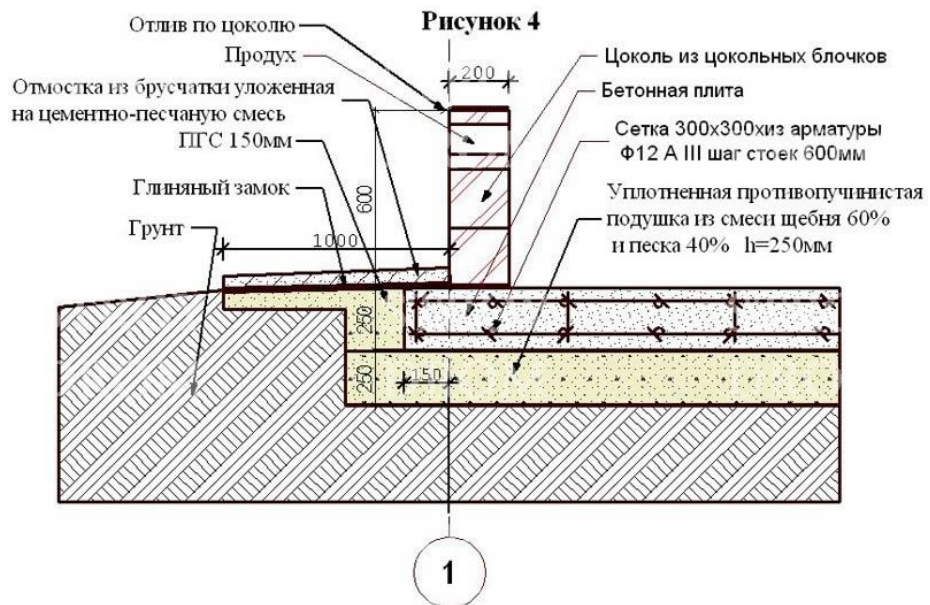 Рисунок 4
Отлив по цоколю
Продух
Отмостка из брусчатки уложенная
на цементно-песчаную смесь
ПГС 150мм
Глиняный замок
Грунт
Цоколь из цокольных блочков
Бетонная плита
Сетка 300х300хиз арматуры
Ф12 А III шаг стоек 600мм
Уплотненная противопучинистая
подушка из смеси щебня 60%
и песка 40% h=250мм
200
600
1000
250
250
150
1